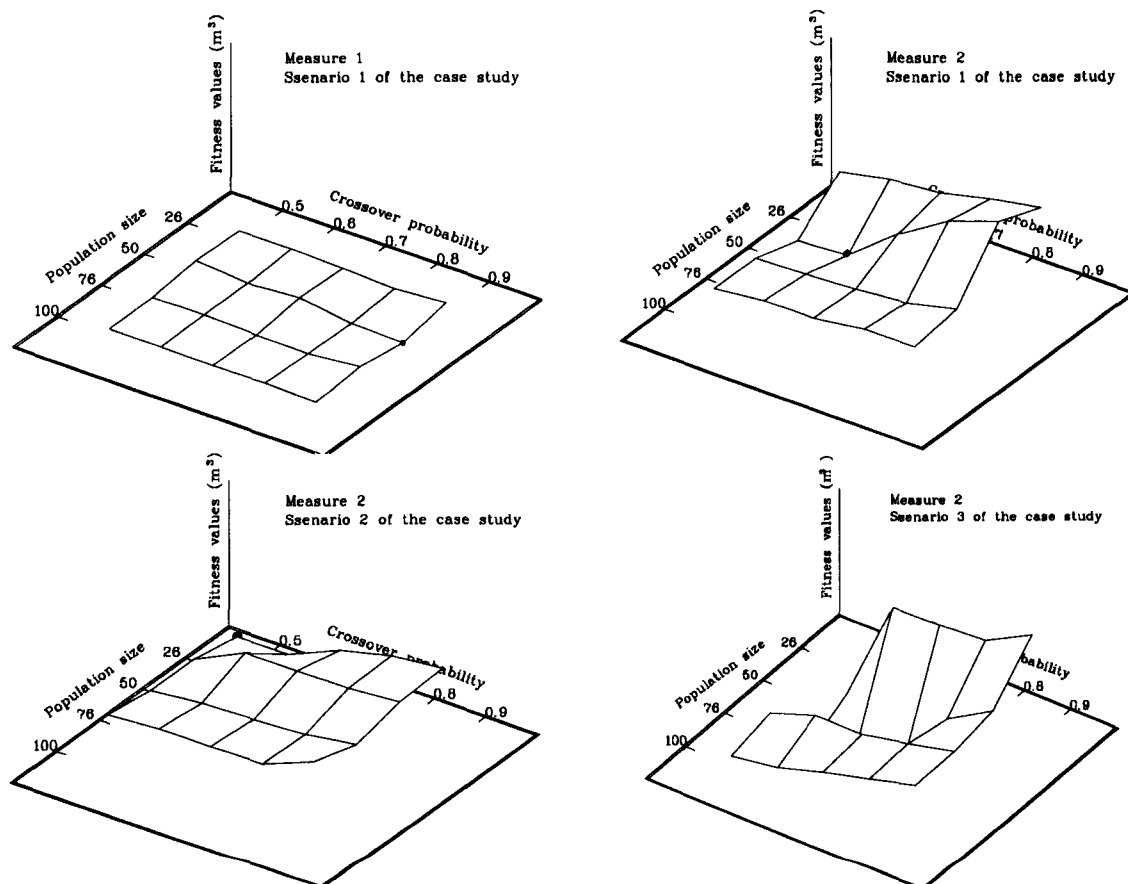 Fitness values (m³)
Measure 1
Ssenario 1 of the case study
Population size
26
50
76
100
Crossover probability
0.5
0.6
0.7
0.8
0.9
Fitness values (m³)
Measure 2
Ssenario 1 of the case study
Population size
26
50
76
100
probability
0.8
0.9
Fitness values (m³)
Measure 2
Ssenario 2 of the case study
Population size
26
50
76
100
Crossover probability
0.5
0.8
0.9
Fitness values (m³)
Measure 2
Ssenario 3 of the case study
Population size
26
50
76
100
bability
0.8
0.9